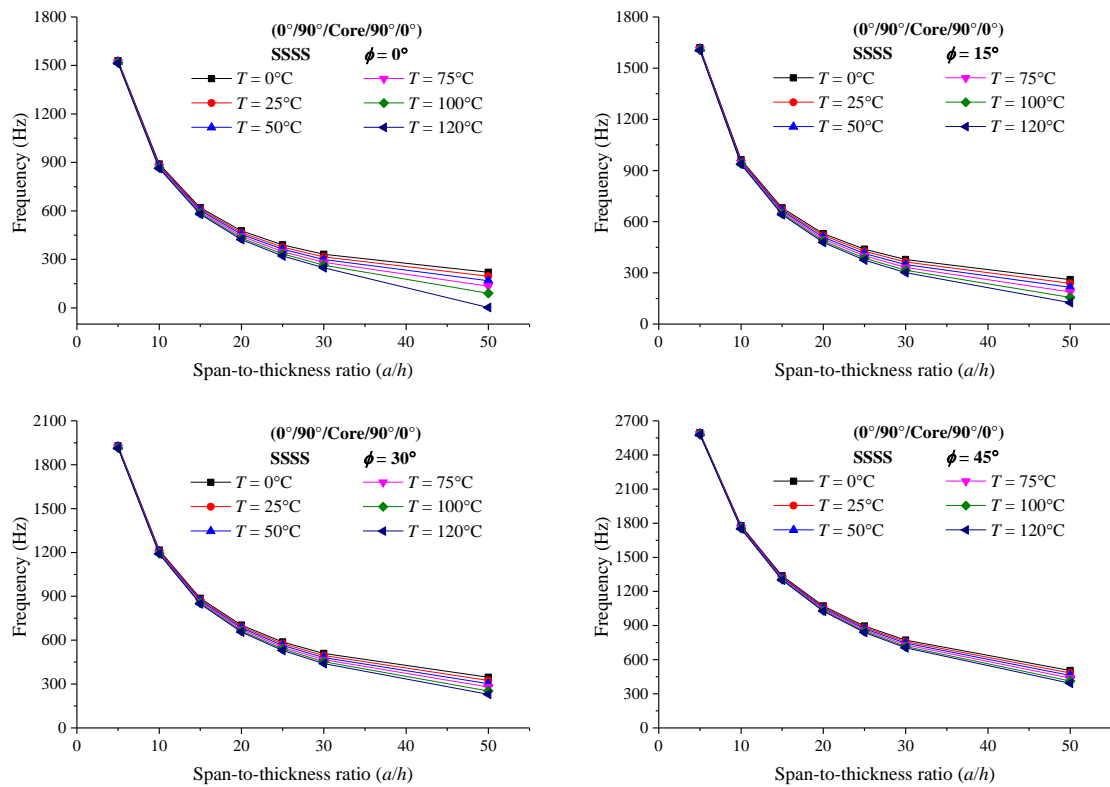 (0°/90°/Core/90°/0°)
SSSS ϕ = 0°
T = 0°C T = 75°C
T = 25°C T = 100°C
T = 50°C T = 120°C
1800
1500
1200
900
600
300
0
Frequency (Hz)
0 10 20 30 40 50
Span-to-thickness ratio (a/h)
(0°/90°/Core/90°/0°)
SSSS ϕ = 15°
T = 0°C T = 75°C
T = 25°C T = 100°C
T = 50°C T = 120°C
1800
1500
1200
900
600
300
0
Frequency (Hz)
0 10 20 30 40 50
Span-to-thickness ratio (a/h)
(0°/90°/Core/90°/0°)
SSSS ϕ = 30°
T = 0°C T = 75°C
T = 25°C T = 100°C
T = 50°C T = 120°C
2100
1800
1500
1200
900
600
300
0
Frequency (Hz)
0 10 20 30 40 50
Span-to-thickness ratio (a/h)
(0°/90°/Core/90°/0°)
SSSS ϕ = 45°
T = 0°C T = 75°C
T = 25°C T = 100°C
T = 50°C T = 120°C
2700
2400
2100
1800
1500
1200
900
600
300
0
Frequency (Hz)
0 10 20 30 40 50
Span-to-thickness ratio (a/h)